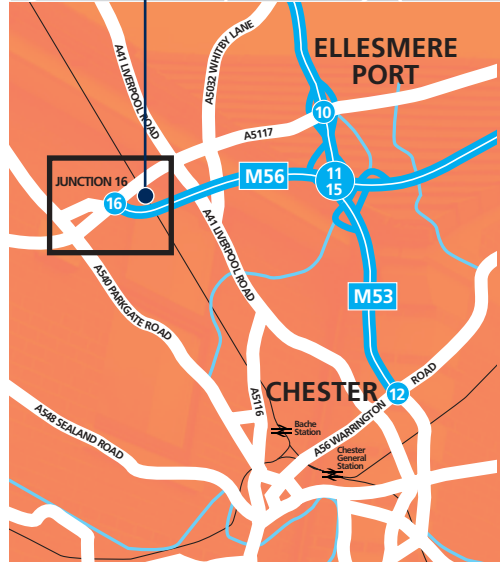 ELLESMERE
PORT
A41 LIVERPOOL ROAD
A5032 WHITBY LANE
10
A5117
JUNCTION 16
M56
11
15
16
A41 LIVERPOOL ROAD
A540 PARKGATE ROAD
M53
CHESTER
12
A5116
A56 WARRINGTON ROAD
A548 SEALAND ROAD
Bache
Station
Chester
General
Station